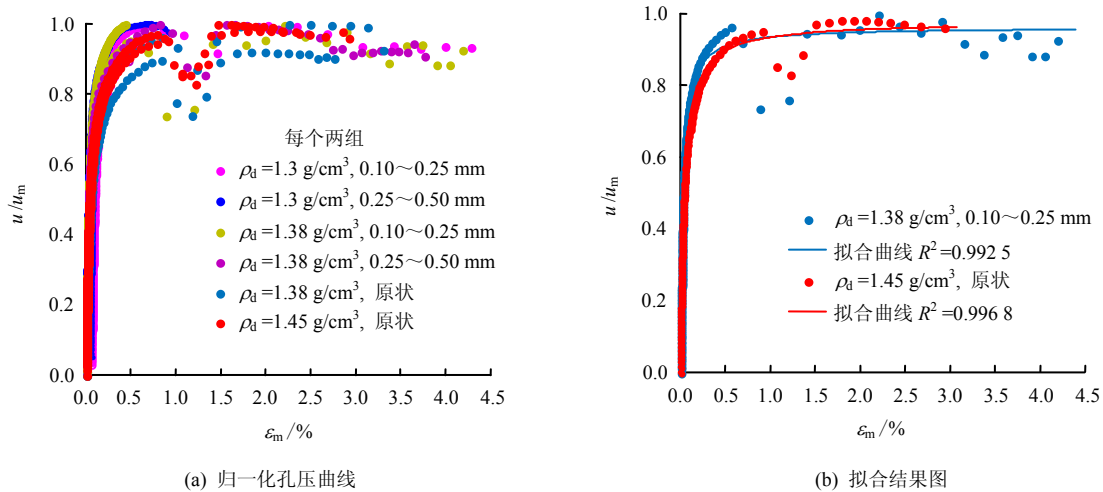 1.0
0.8
0.6
0.4
0.2
0.0
u /um
每个两组
ρd =1.3 g/cm³, 0.10～0.25 mm
ρd =1.3 g/cm³, 0.25～0.50 mm
ρd =1.38 g/cm³, 0.10～0.25 mm
ρd =1.38 g/cm³, 0.25～0.50 mm
ρd =1.38 g/cm³, 原状
ρd =1.45 g/cm³, 原状
0.0 0.5 1.0 1.5 2.0 2.5 3.0 3.5 4.0 4.5
εm /%
(a) 归一化孔压曲线
1.0
0.8
0.6
0.4
0.2
0.0
u /um
ρd =1.38 g/cm³, 0.10～0.25 mm
拟合曲线 R²=0.992 5
ρd =1.45 g/cm³, 原状
拟合曲线 R²=0.996 8
0.0 0.5 1.0 1.5 2.0 2.5 3.0 3.5 4.0 4.5
εm /%
(b) 拟合结果图